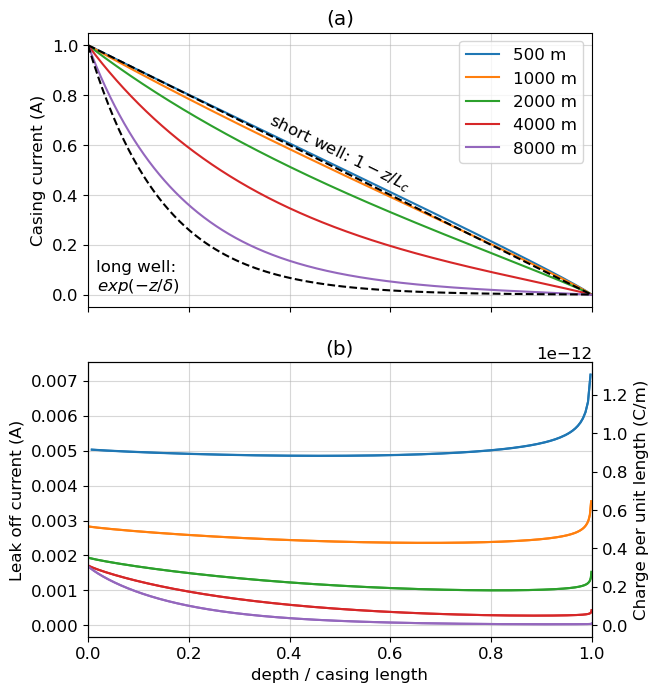 (a)
1.0
0.8
0.6
0.4
0.2
0.0
Casing current (A)
500 m
1000 m
2000 m
4000 m
8000 m
short well: 1 − z/L_c
long well:
exp(−z/δ)
(b)
1e−12
0.007
0.006
0.005
0.004
0.003
0.002
0.001
0.000
Leak off current (A)
1.2
1.0
0.8
0.6
0.4
0.2
0.0
Charge per unit length (C/m)
0.0 0.2 0.4 0.6 0.8 1.0
depth / casing length